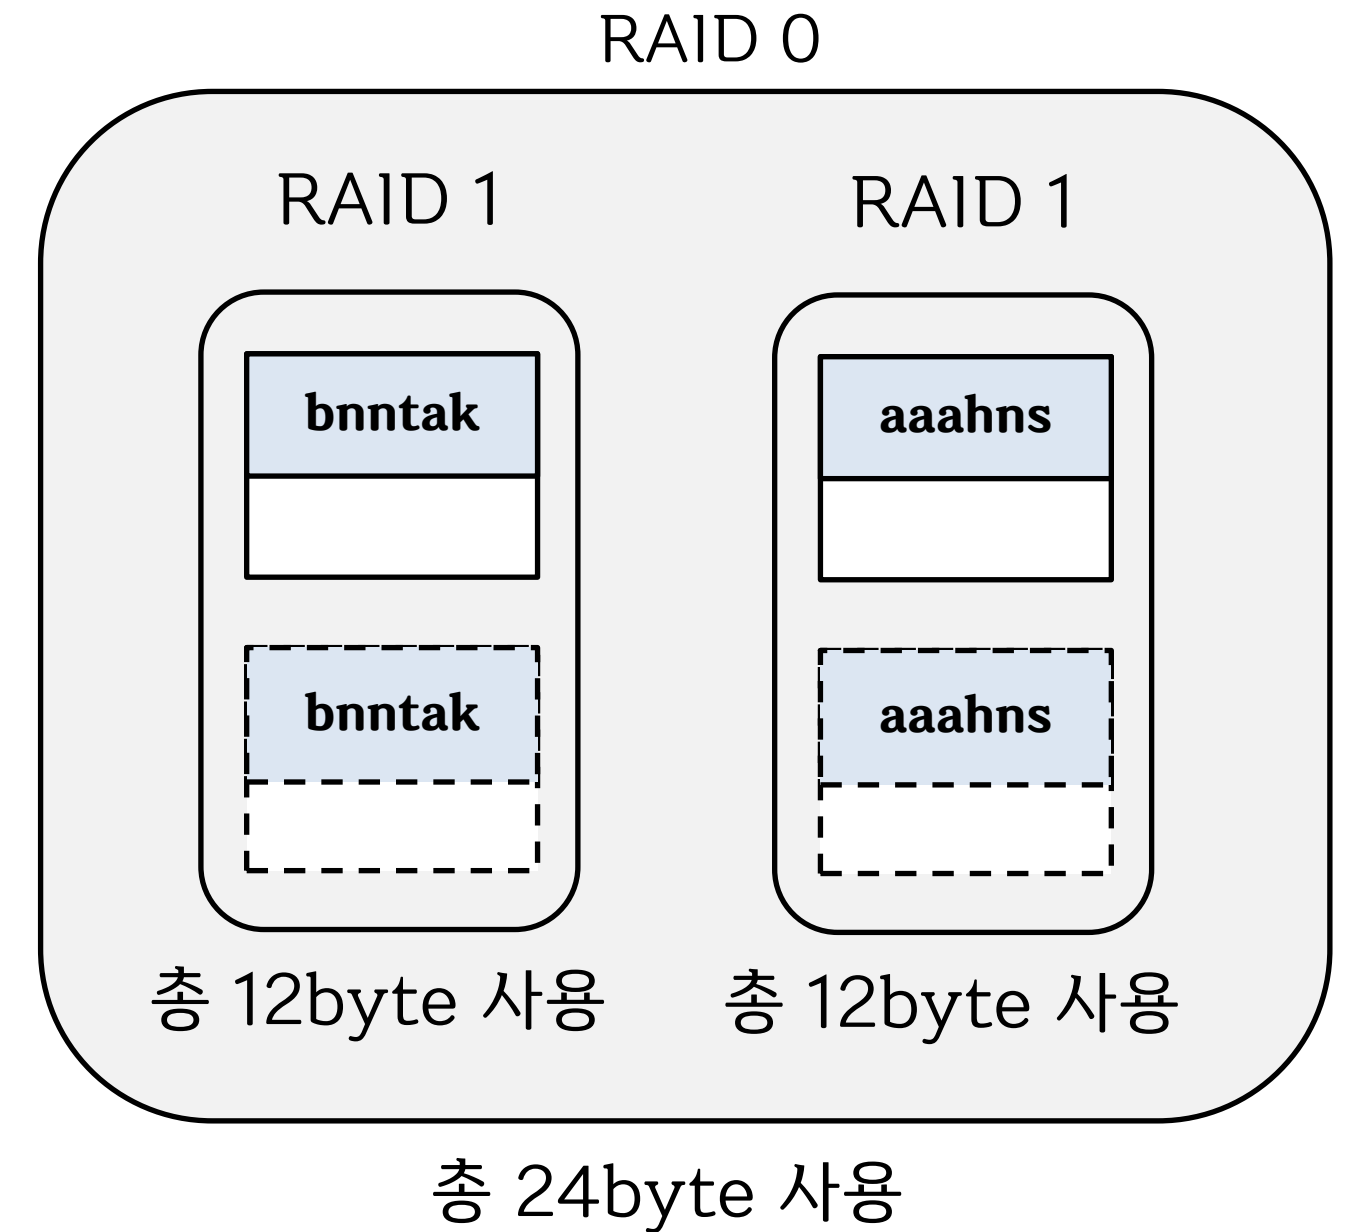 RAID 0
RAID 1
RAID 1
bnntak
aaahns
bnntak
aaahns
총 12byte 사용
총 12byte 사용
총 24byte 사용